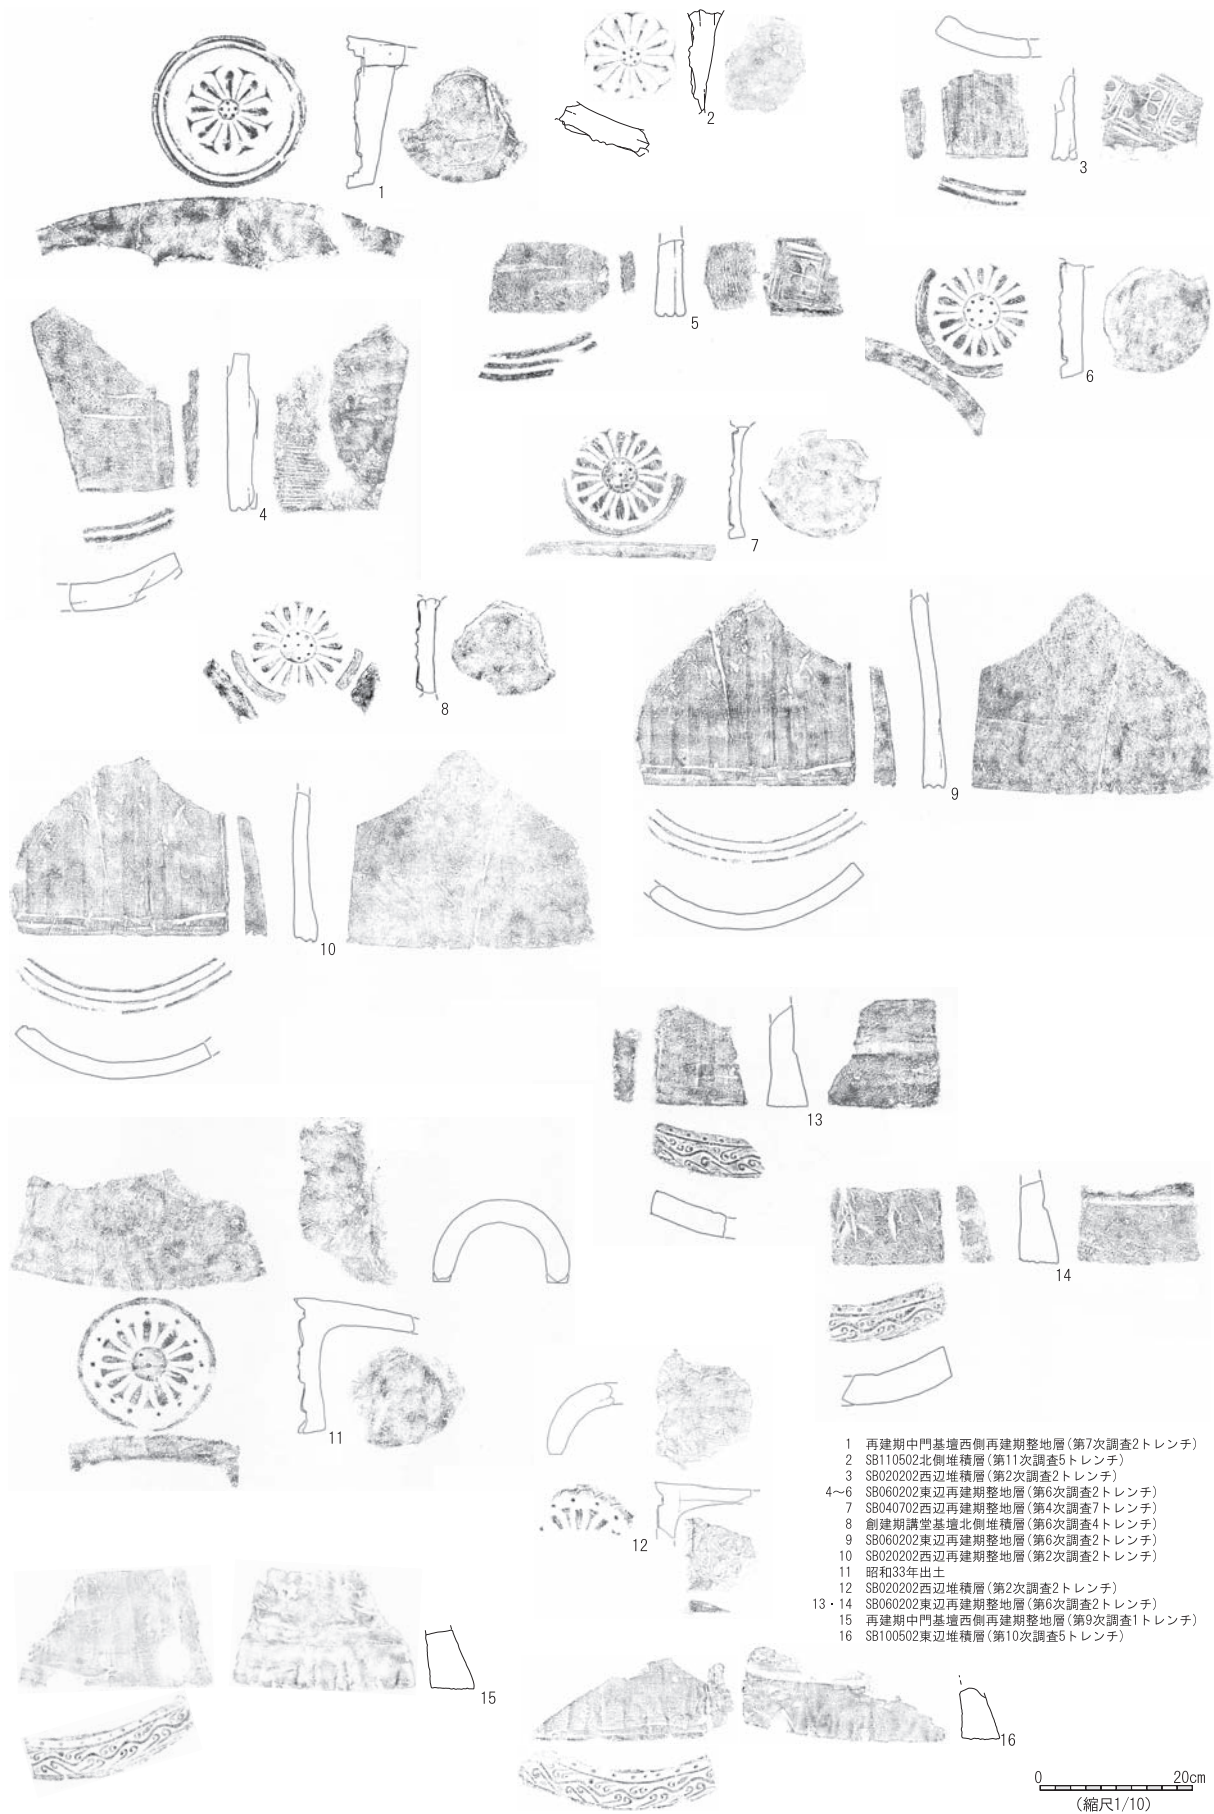 1
2
3
4
5
6
7
8
9
10
11
12
13
14
15
16
1 再建期中門基壇西側再建期整地層(第7次調査2トレンチ)
2 SB110502北側堆積層(第11次調査5トレンチ)
3 SB020202西辺堆積層(第2次調査2トレンチ)
4～6 SB060202東辺再建期整地層(第6次調査2トレンチ)
7 SB040702西辺再建期整地層(第4次調査7トレンチ)
8 創建期講堂基壇北側堆積層(第6次調査4トレンチ)
9 SB060202東辺再建期整地層(第6次調査2トレンチ)
10 SB020202西辺再建期整地層(第2次調査2トレンチ)
11 昭和33年出土
12 SB020202西辺堆積層(第2次調査2トレンチ)
13・14 SB060202東辺再建期整地層(第6次調査2トレンチ)
15 再建期中門基壇西側再建期整地層(第9次調査1トレンチ)
16 SB100502東辺堆積層(第10次調査5トレンチ)
0 20cm
(縮尺1/10)